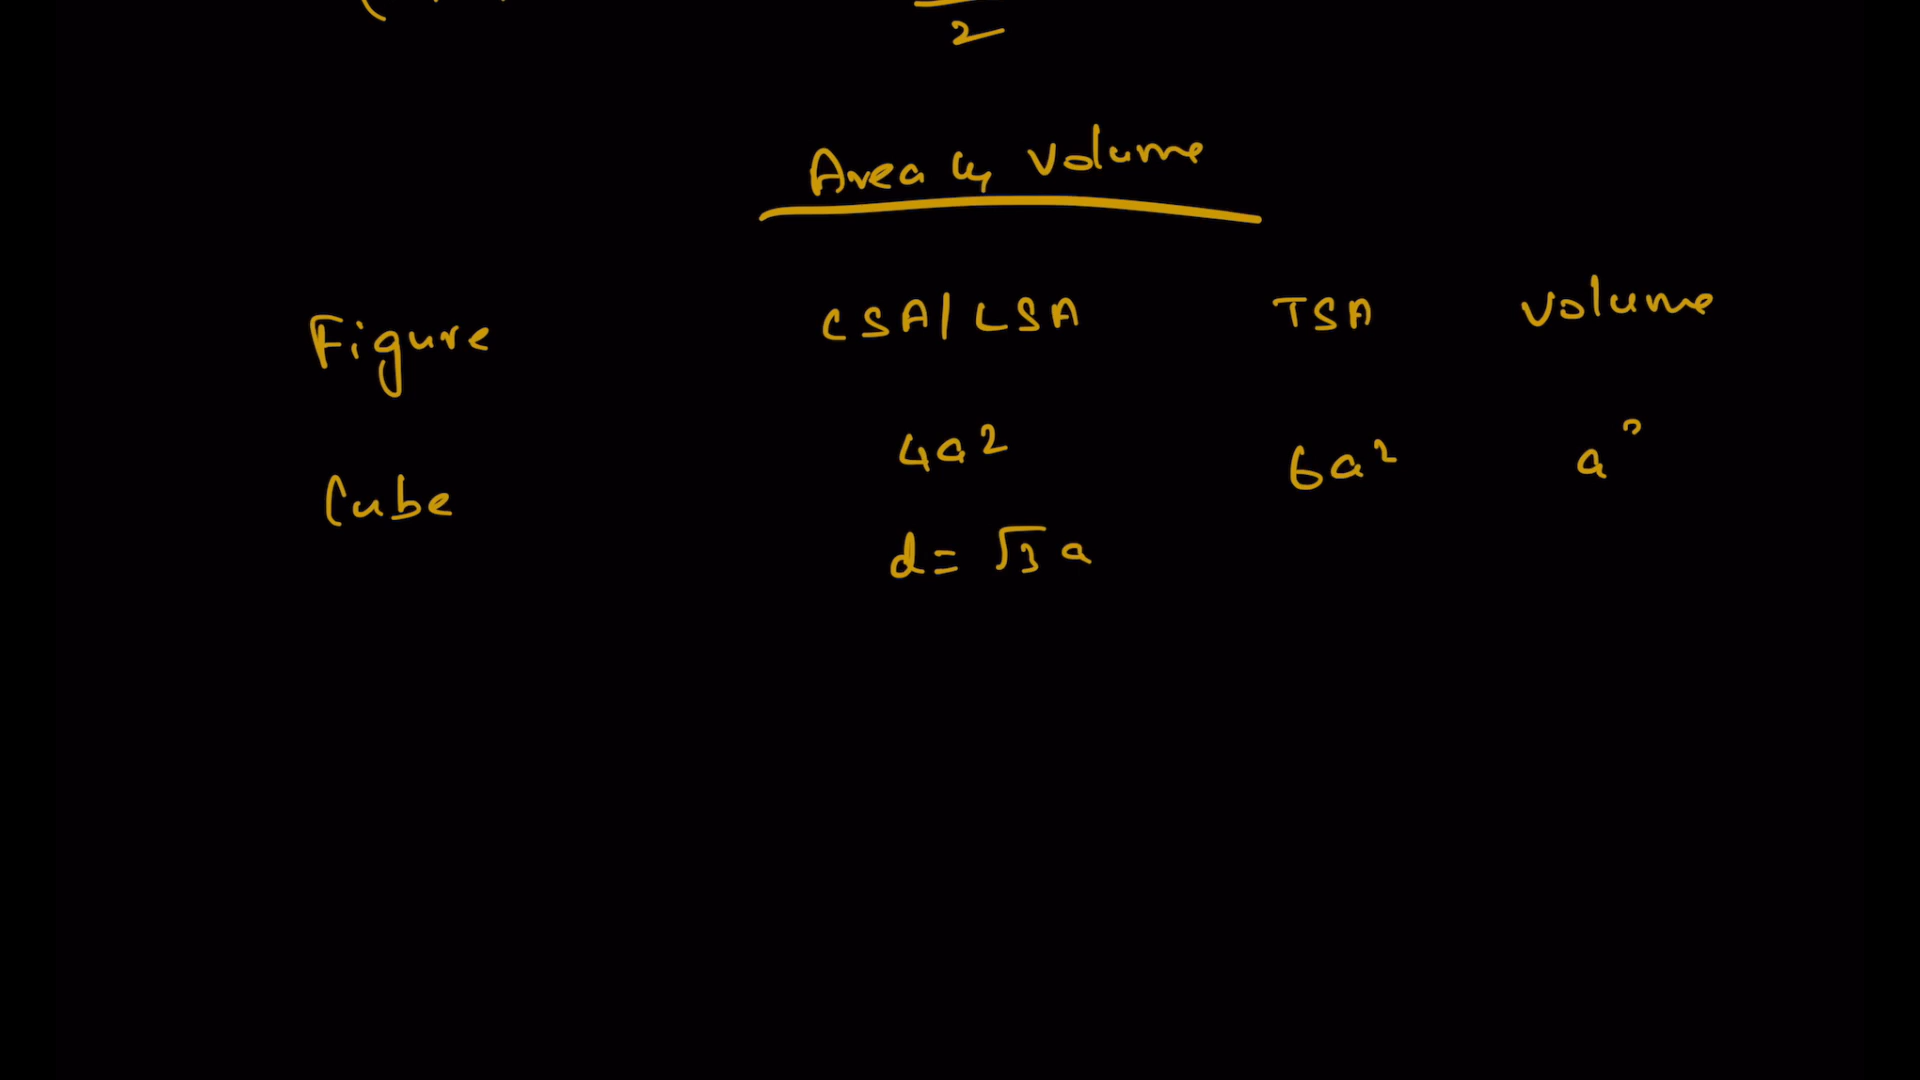 2
Area & Volume
Figure CSA/LSA TSA Volume
Cube 4a² 6a² a³
d = √3 a